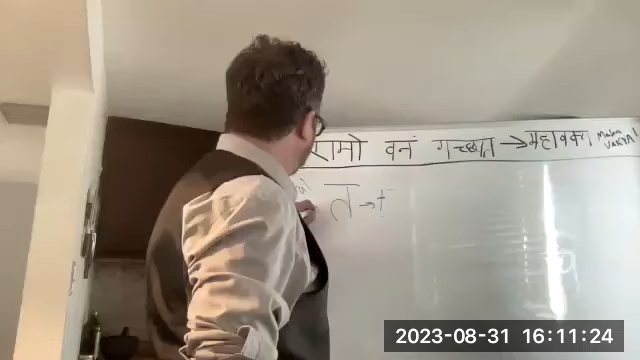 रामो वनं गच्छति → महावाक्य Maha VAKYA
त → t
2023-08-31 16:11:24